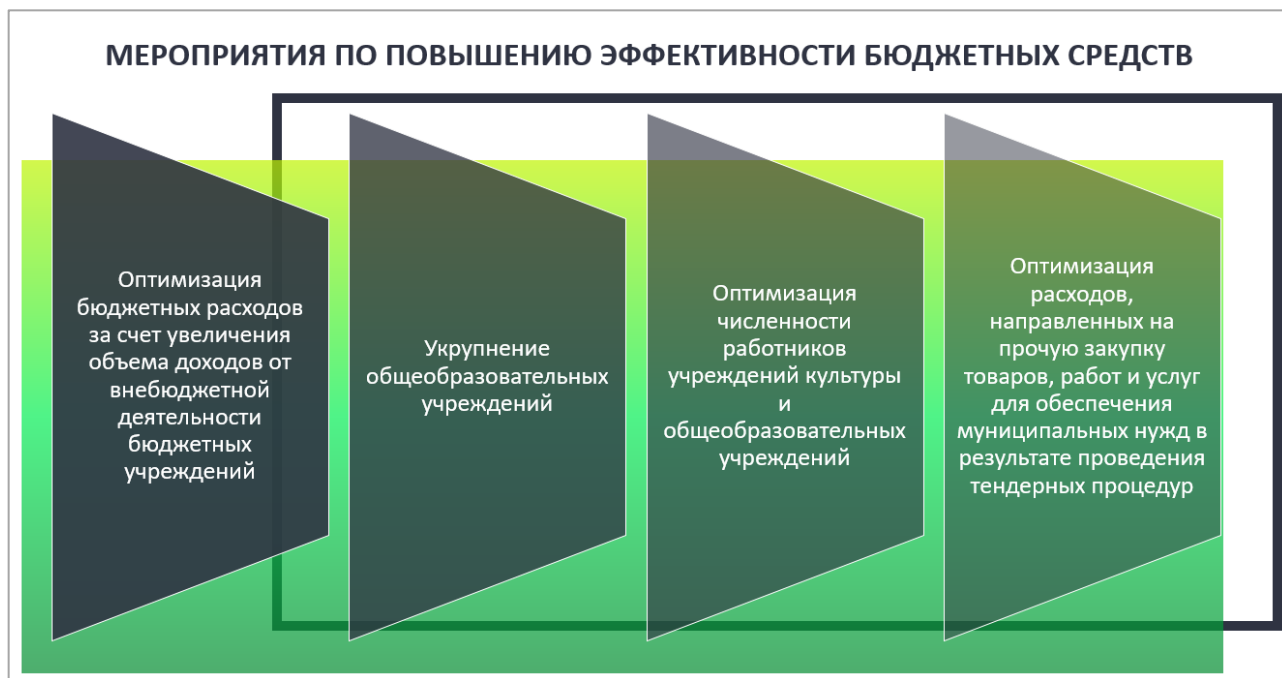 МЕРОПРИЯТИЯ ПО ПОВЫШЕНИЮ ЭФФЕКТИВНОСТИ БЮДЖЕТНЫХ СРЕДСТВ
Оптимизация
бюджетных расходов
за счет увеличения
объема доходов от
внебюджетной
деятельности
бюджетных
учреждений
Укрупнение
общеобразовательных
учреждений
Оптимизация
численности
работников
учреждений культуры
и
общеобразовательных
учреждений
Оптимизация
расходов,
направленных на
прочую закупку
товаров, работ и услуг
для обеспечения
муниципальных нужд в
результате проведения
тендерных процедур